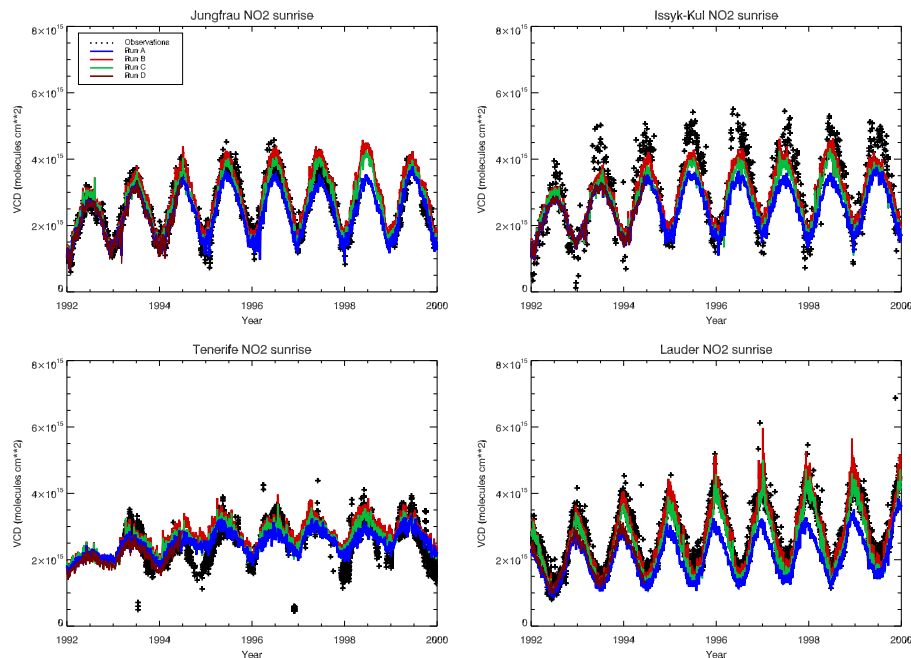 Jungfrau NO2 sunrise
8×10^15
6×10^15
4×10^15
2×10^15
0
VCD (molecules cm**2)
Observations
Run A
Run B
Run C
Run D
1992
1994
1996
1998
2000
Year
Issyk-Kul NO2 sunrise
8×10^15
6×10^15
4×10^15
2×10^15
0
VCD (molecules cm**2)
1992
1994
1996
1998
2000
Year
Tenerife NO2 sunrise
8×10^15
6×10^15
4×10^15
2×10^15
0
VCD (molecules cm**2)
1992
1994
1996
1998
2000
Year
Lauder NO2 sunrise
8×10^15
6×10^15
4×10^15
2×10^15
0
VCD (molecules cm**2)
1992
1994
1996
1998
2000
Year